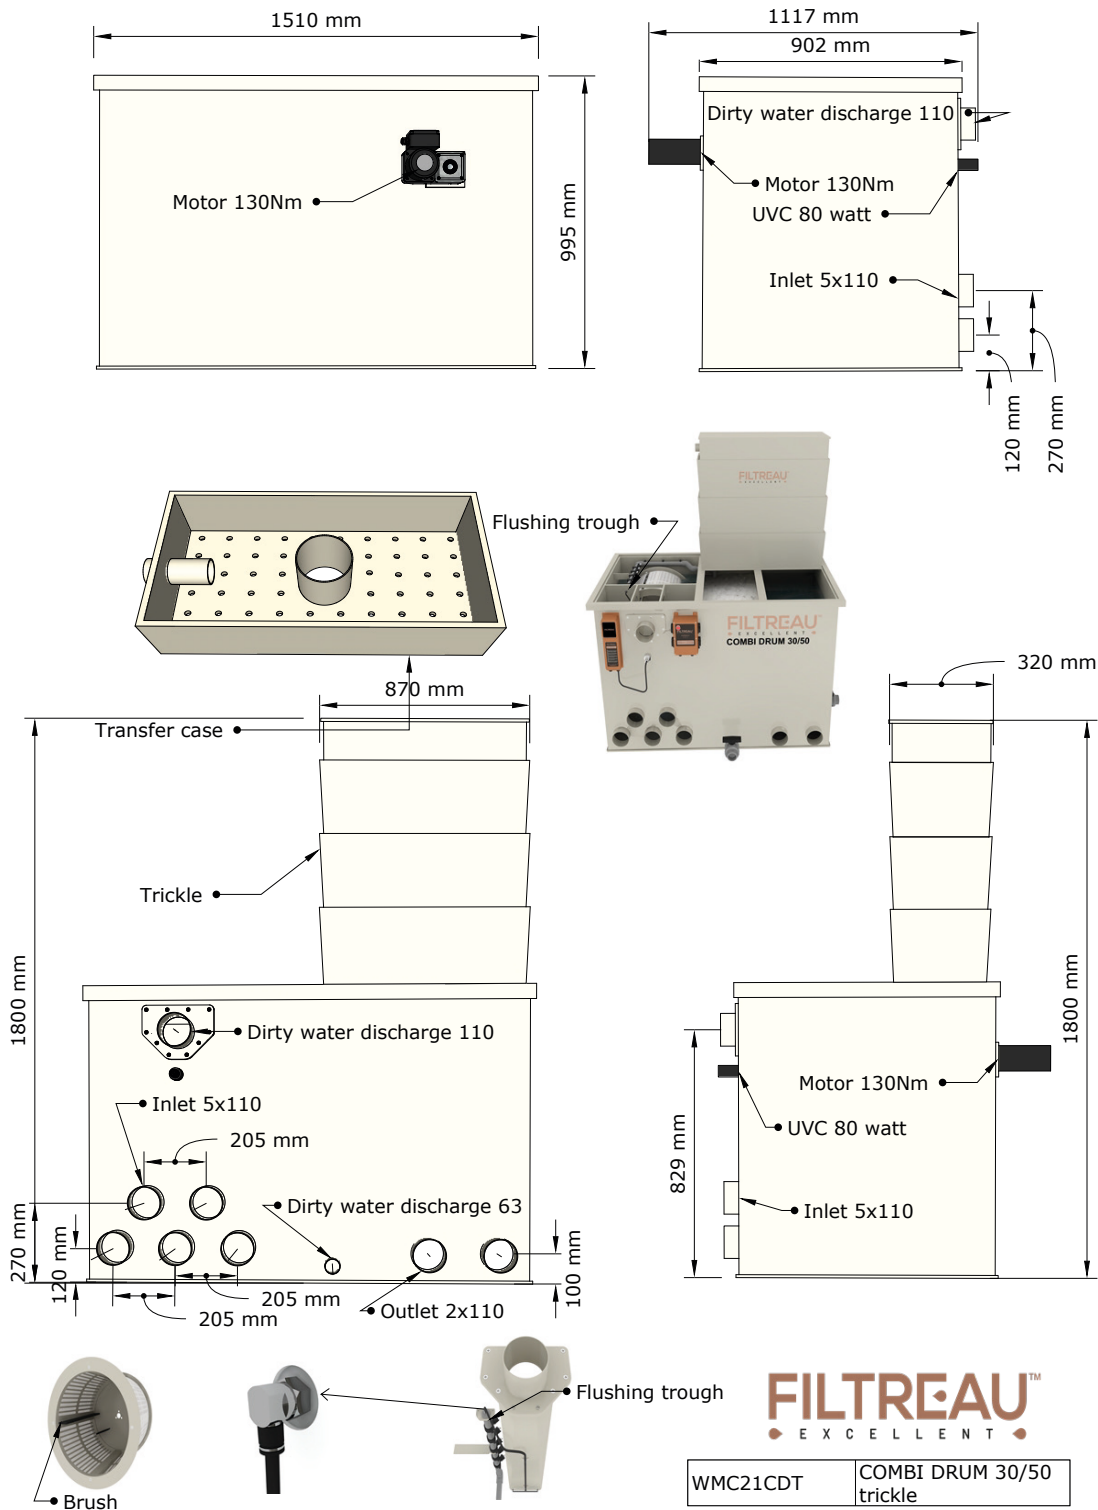 1510 mm
1117 mm
902 mm
Dirty water discharge 110
Motor 130Nm
995 mm
Motor 130Nm
UVC 80 watt
Inlet 5x110
120 mm
270 mm
Flushing trough
FILTREAU
EXCELLENT
FILTREAU
EXCELLENT
COMBI DRUM 30/50
320 mm
870 mm
Transfer case
Trickle
1800 mm
1800 mm
Dirty water discharge 110
Motor 130Nm
Inlet 5x110
UVC 80 watt
829 mm
205 mm
Dirty water discharge 63
Inlet 5x110
270 mm
120 mm
100 mm
205 mm
Outlet 2x110
205 mm
Flushing trough
FILTREAU™
EXCELLENT
WMC21CDT
COMBI DRUM 30/50
trickle
Brush